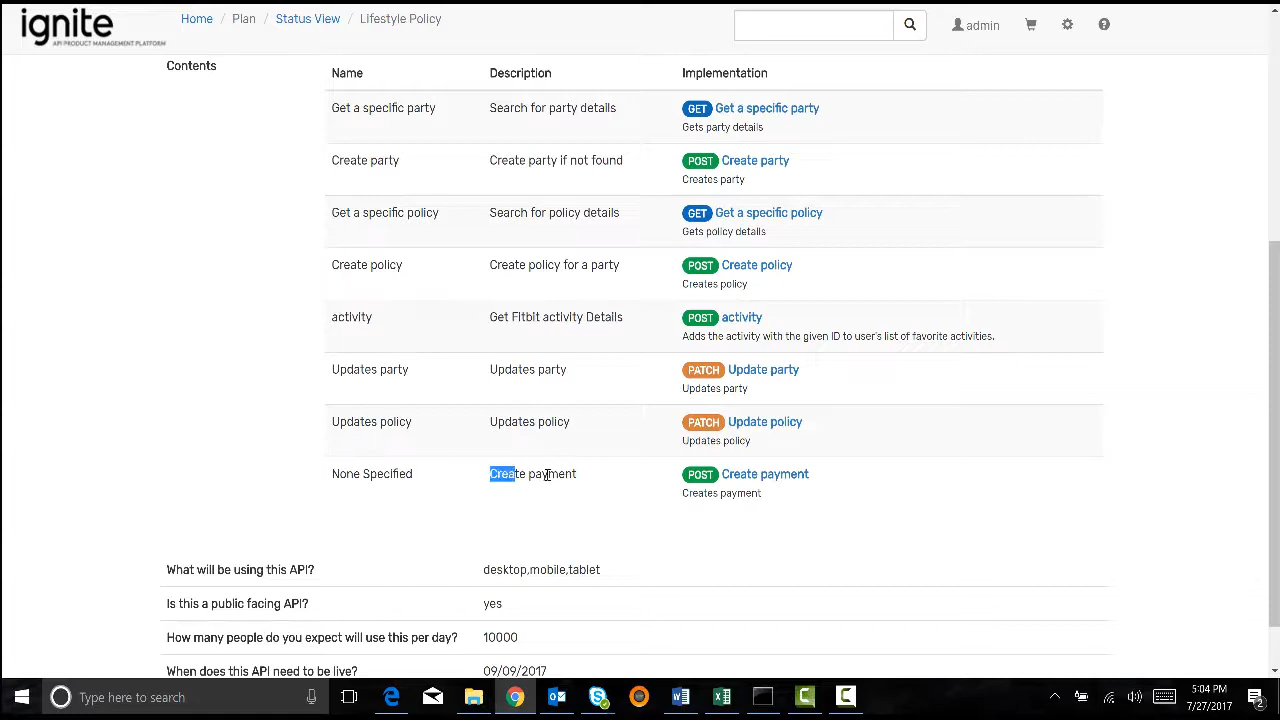 ignite
API PRODUCT MANAGEMENT PLATFORM
Home / Plan / Status View / Lifestyle Policy
admin
Contents
Name Description Implementation
Get a specific party Search for party details GET Get a specific party
Gets party details
Create party Create party if not found POST Create party
Creates party
Get a specific policy Search for policy details GET Get a specific policy
Gets policy details
Create policy Create policy for a party POST Create policy
Creates policy
activity Get Fitbit activity Details POST activity
Adds the activity with the given ID to user's list of favorite activities.
Updates party Updates party PATCH Update party
Updates party
Updates policy Updates policy PATCH Update policy
Updates policy
None Specified Create payment POST Create payment
Creates payment
What will be using this API? desktop,mobile,tablet
Is this a public facing API? yes
How many people do you expect will use this per day? 10000
When does this API need to be live? 09/09/2017
Type here to search
5:04 PM
7/27/2017
2